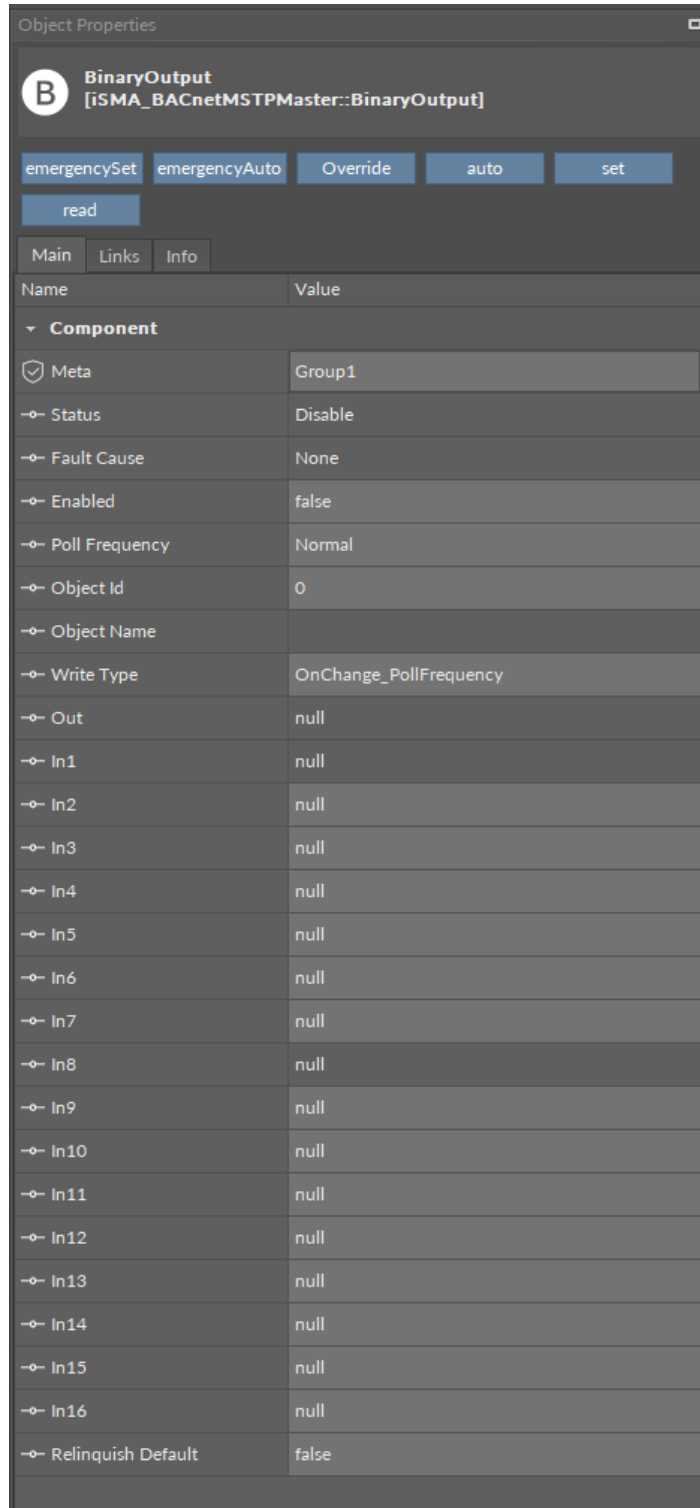 Object Properties
B
BinaryOutput
[iSMA_BACnetMSTPMaster::BinaryOutput]
emergencySet emergencyAuto Override auto set
read
Main Links Info
Name Value
Component
Meta Group1
Status Disable
Fault Cause None
Enabled false
Poll Frequency Normal
Object Id 0
Object Name
Write Type OnChange_PollFrequency
Out null
In1 null
In2 null
In3 null
In4 null
In5 null
In6 null
In7 null
In8 null
In9 null
In10 null
In11 null
In12 null
In13 null
In14 null
In15 null
In16 null
Relinquish Default false